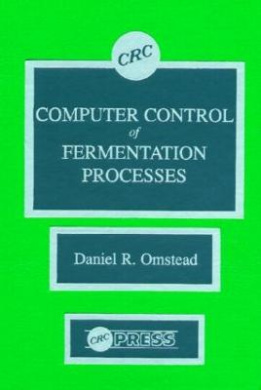 CRC
COMPUTER CONTROL
of
FERMENTATION
PROCESSES
Daniel R. Omstead
CRC PRESS